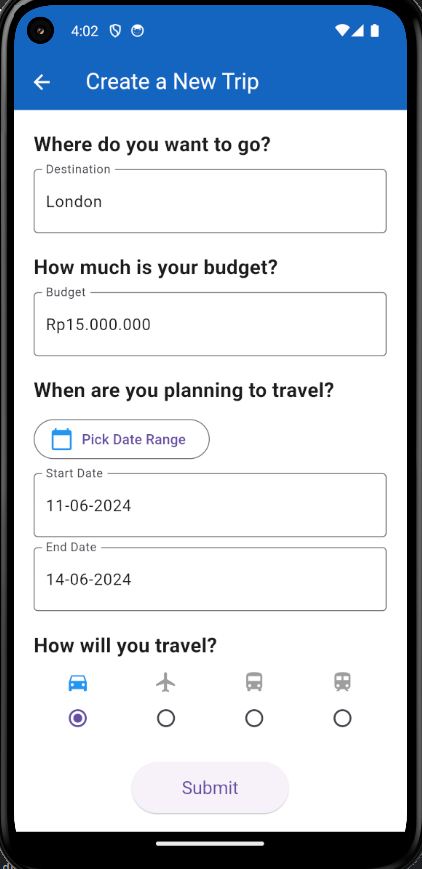 4:02
Create a New Trip
Where do you want to go?
Destination
London
How much is your budget?
Budget
Rp15.000.000
When are you planning to travel?
Pick Date Range
Start Date
11-06-2024
End Date
14-06-2024
How will you travel?
Submit